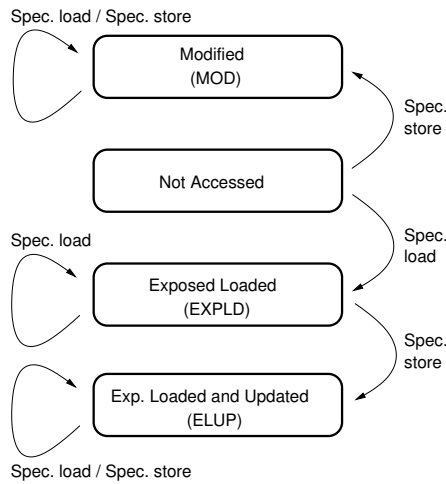 Spec. load / Spec. store
Modified
(MOD)
Spec.
store
Not Accessed
Spec.
load
Spec. load
Exposed Loaded
(EXPLD)
Spec.
store
Exp. Loaded and Updated
(ELUP)
Spec. load / Spec. store